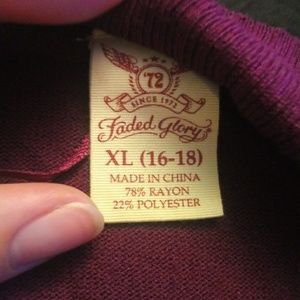 '72
SINCE 1972
Faded Glory
XL (16-18)
MADE IN CHINA
78% RAYON
22% POLYESTER